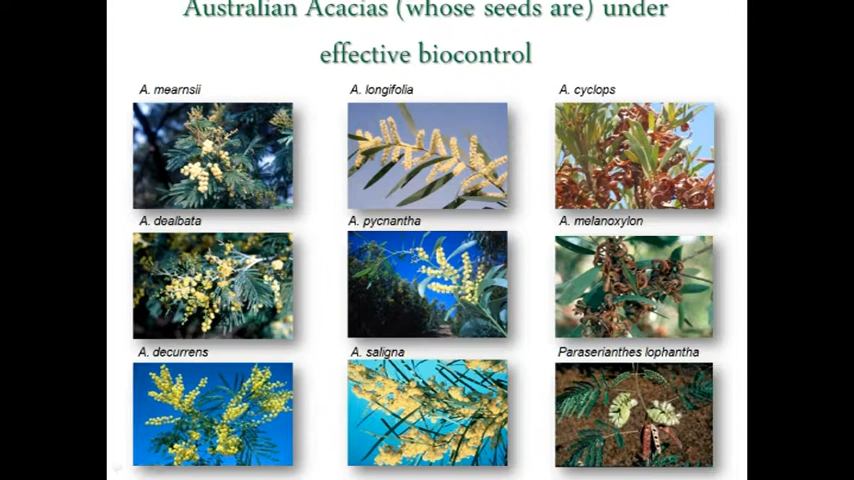 Australian Acacias (whose seeds are) under
effective biocontrol
A. mearnsii
A. longifolia
A. cyclops
A. dealbata
A. pycnantha
A. melanoxylon
A. decurrens
A. saligna
Paraserianthes lophantha